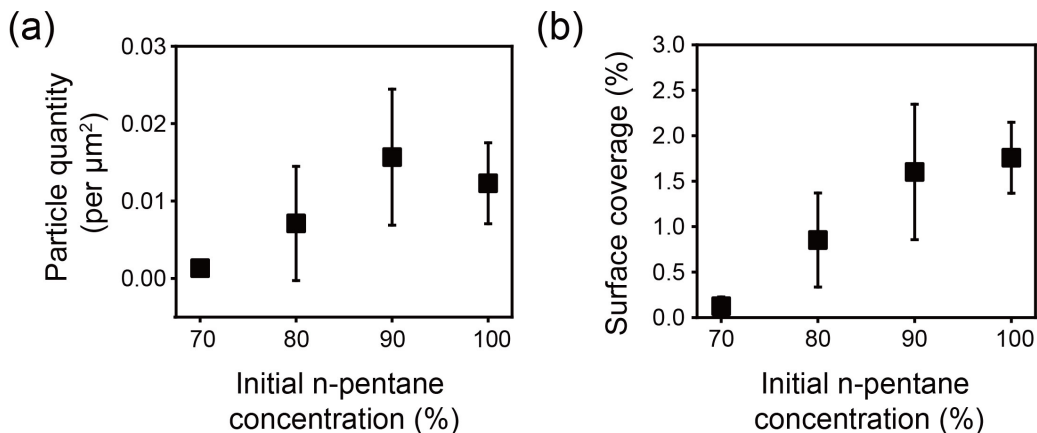 (a)
Particle quantity
(per μm²)
0.03
0.02
0.01
0.00
70 80 90 100
Initial n-pentane
concentration (%)
(b)
Surface coverage (%)
3.0
2.5
2.0
1.5
1.0
0.5
0.0
70 80 90 100
Initial n-pentane
concentration (%)